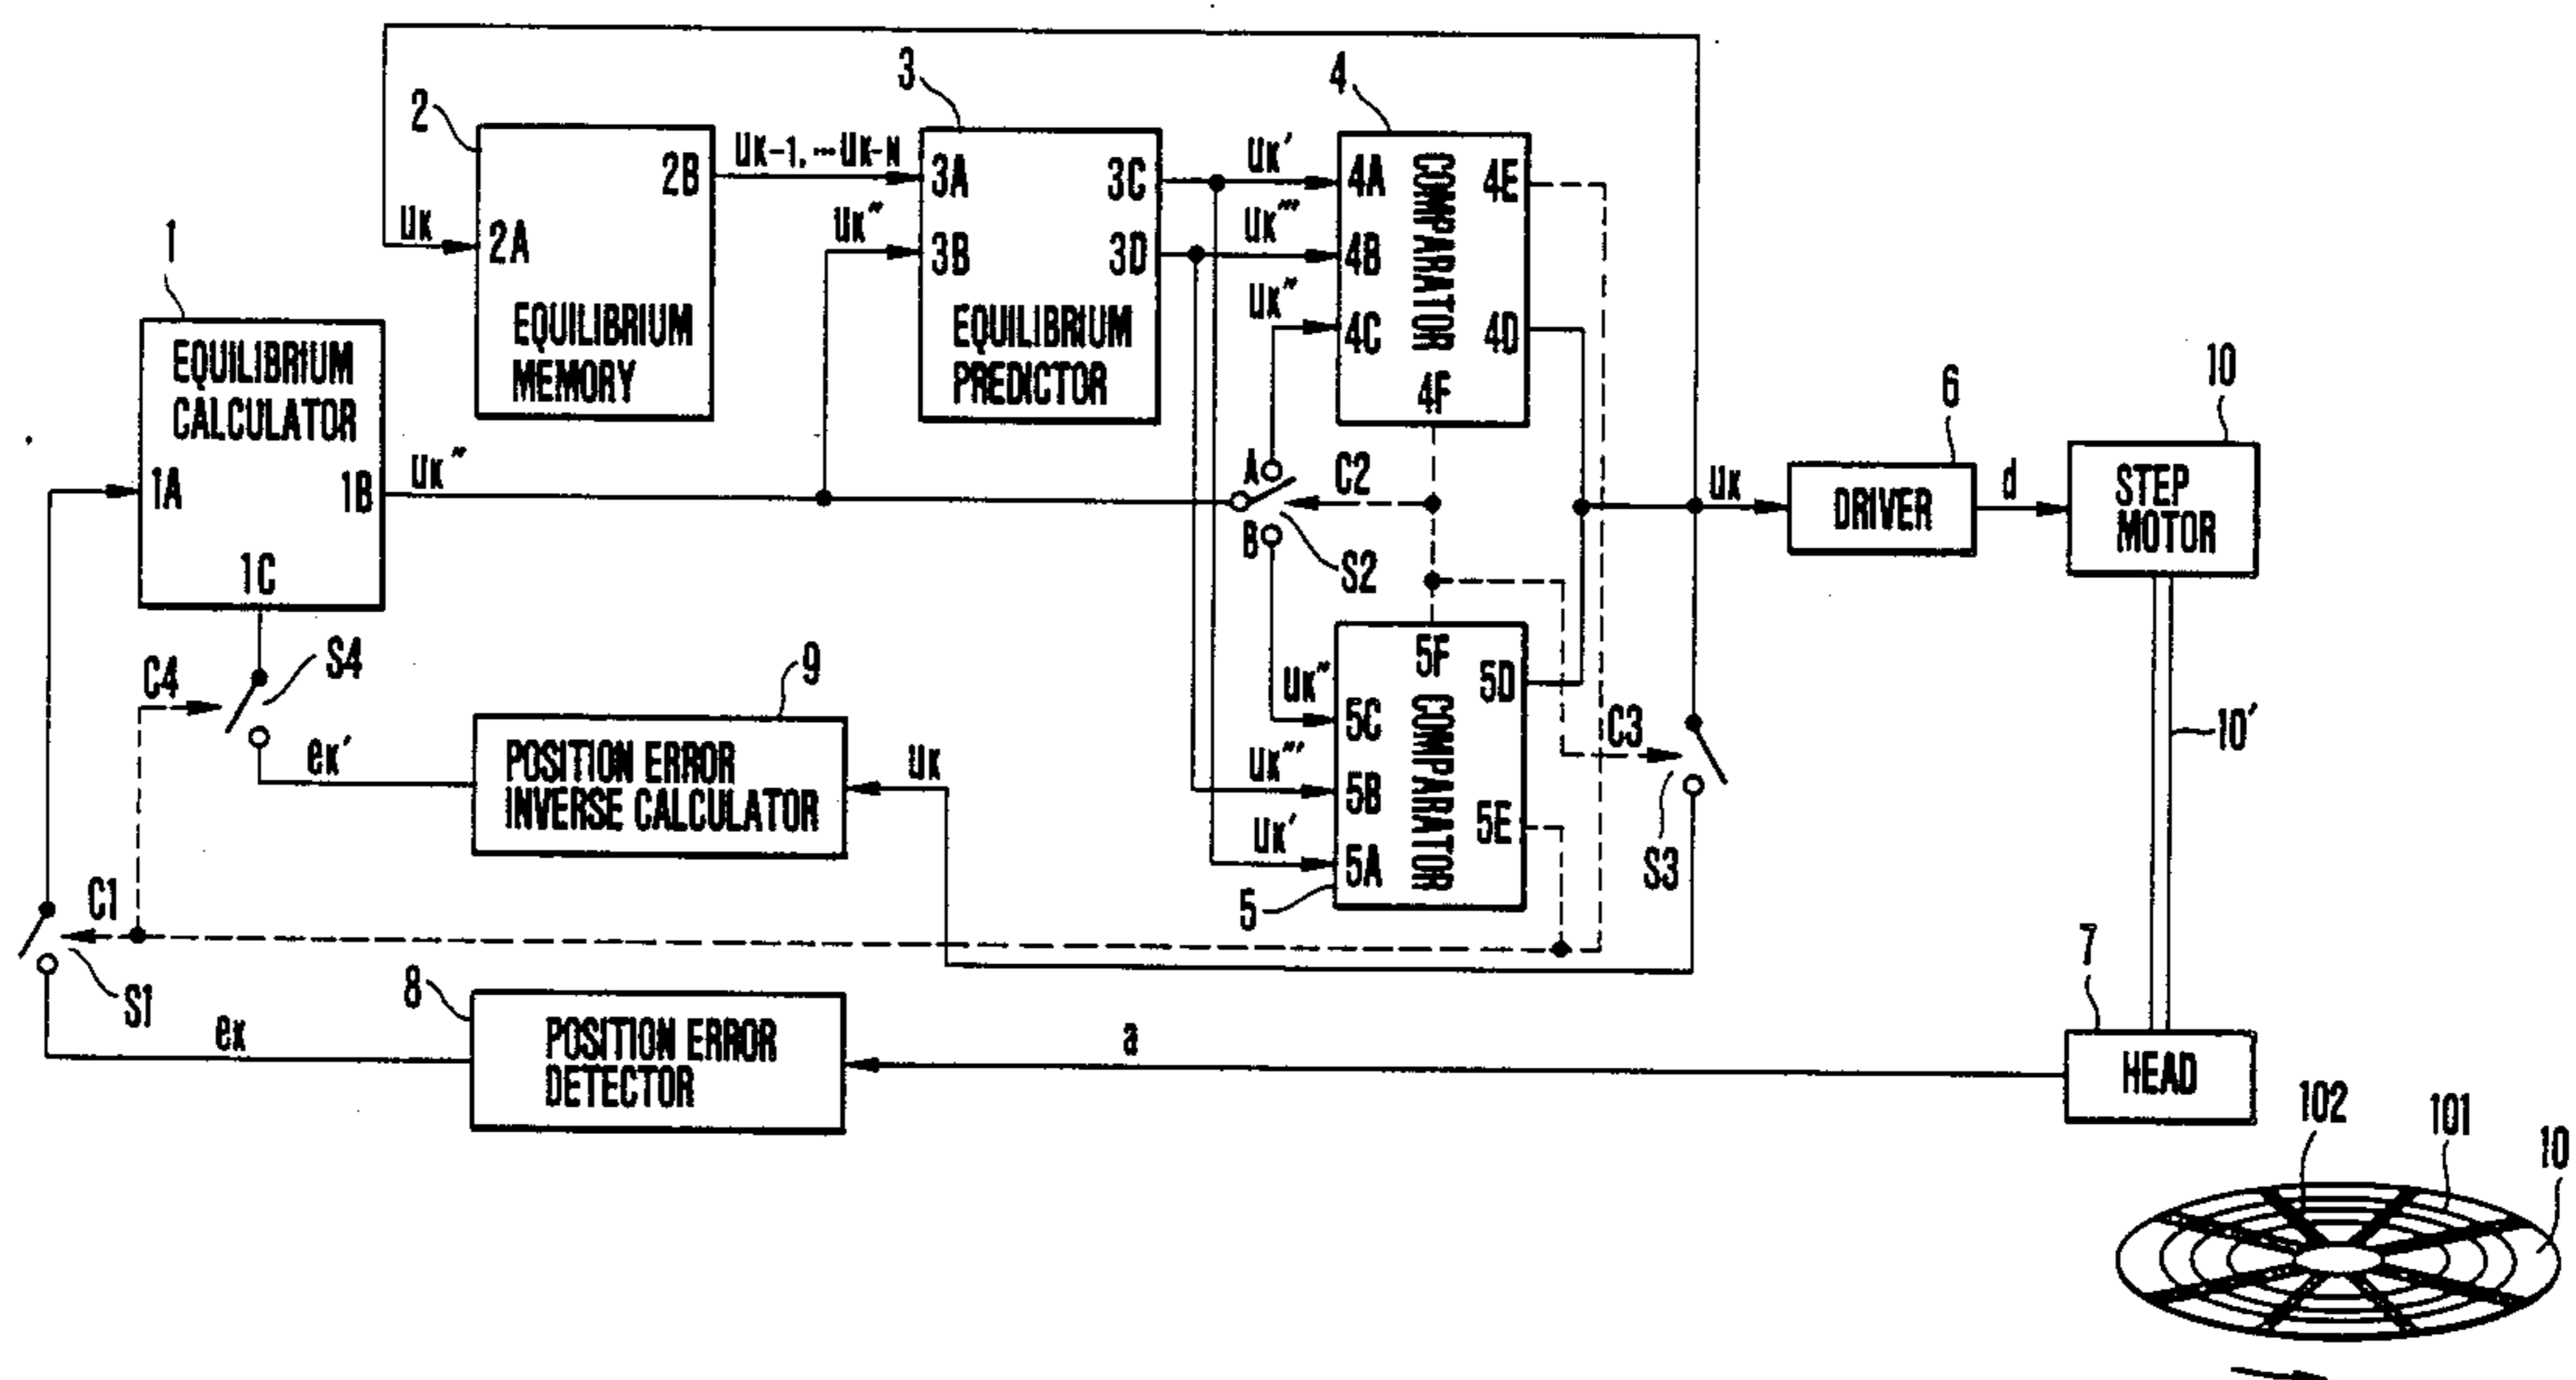 3
4
2
2B
uK-1, ···uK-N
3A
3C
uK′
4A
4E
uK
2A
uK″
3B
3D
uK‴
4B
COMPARATOR
1
EQUILIBRIUM
MEMORY
EQUILIBRIUM
PREDICTOR
uK″
4C
4D
4F
EQUILIBRIUM
CALCULATOR
1A
1B
uK″
1C
A
B
C2
S2
uK
6
DRIVER
d
10
STEP
MOTOR
C4
S4
9
POSITION ERROR
INVERSE CALCULATOR
eK′
uK
5F
5D
uK″
5C
COMPARATOR
uK‴
5B
5E
uK′
5A
5
C3
S3
10′
C1
S1
8
POSITION ERROR
DETECTOR
eK
a
7
HEAD
102
101
10